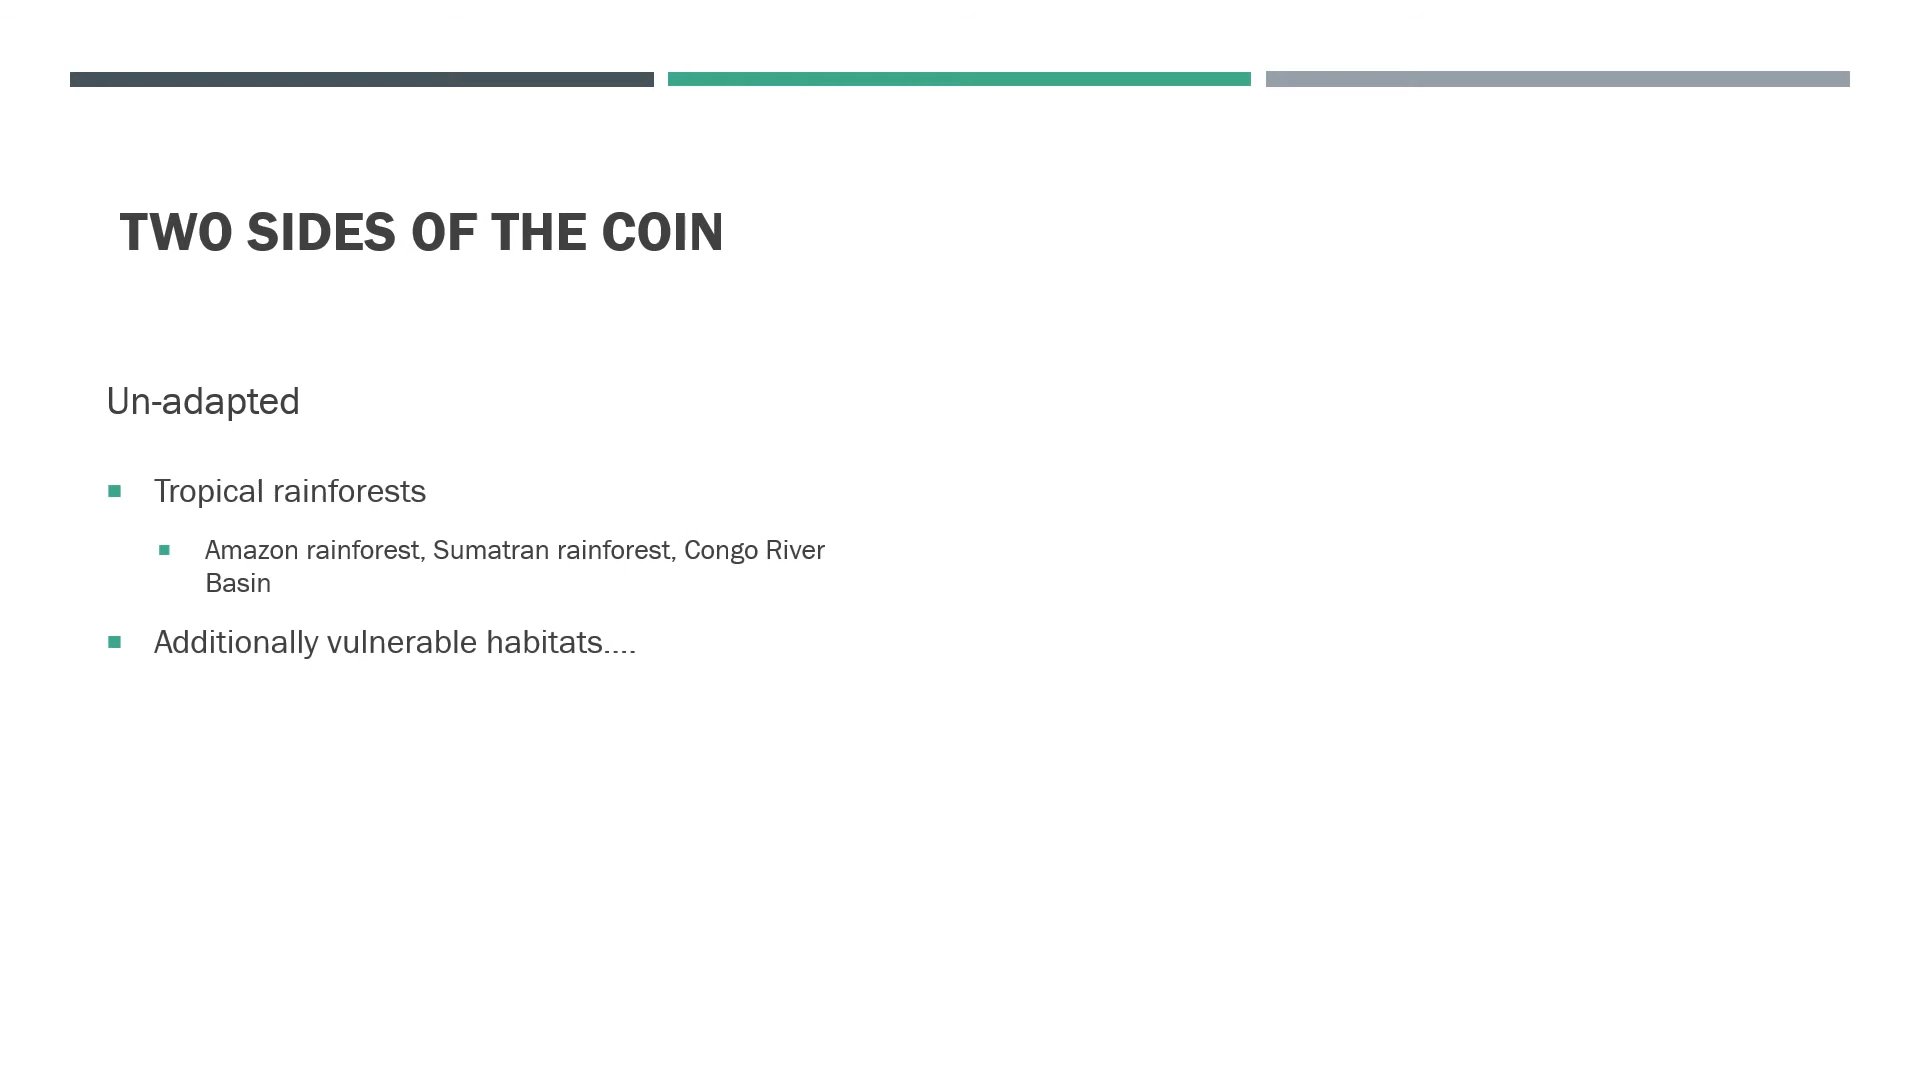 TWO SIDES OF THE COIN
Un-adapted
Tropical rainforests
Amazon rainforest, Sumatran rainforest, Congo River
Basin
Additionally vulnerable habitats....